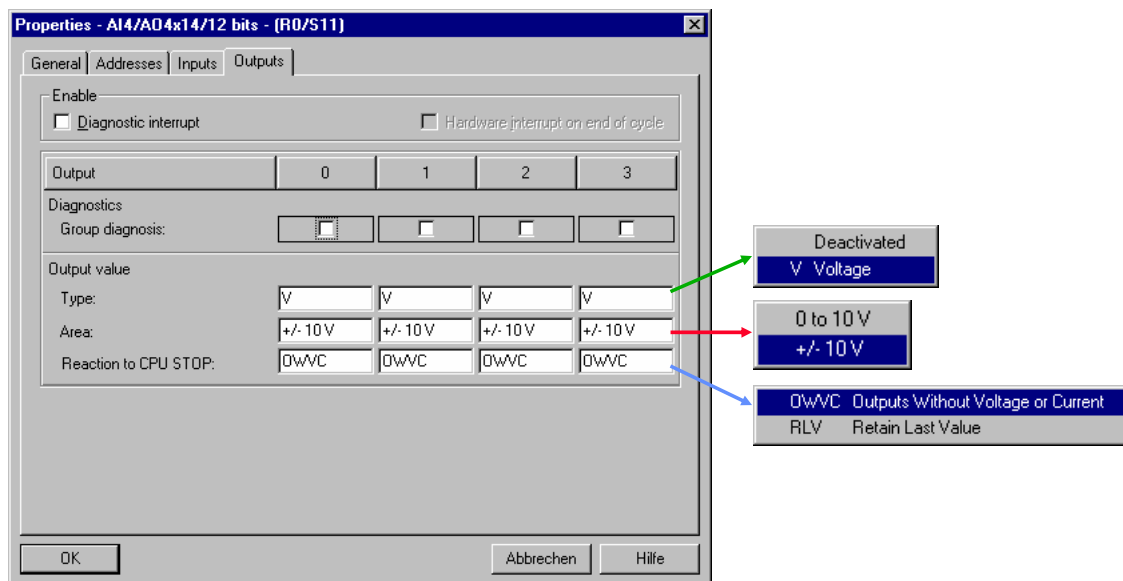 Properties - AI4/AO4x14/12 bits - (R0/S11)
General Addresses Inputs Outputs
Enable
Diagnostic interrupt Hardware interrupt on end of cycle
Output 0 1 2 3
Diagnostics
Group diagnosis:
Output value
Type: V V V V
Area: +/- 10 V +/- 10 V +/- 10 V +/- 10 V
Reaction to CPU STOP: OWVC OWVC OWVC OWVC
OK Abbrechen Hilfe
Deactivated
V Voltage
0 to 10 V
+/- 10 V
OWVC Outputs Without Voltage or Current
RLV Retain Last Value